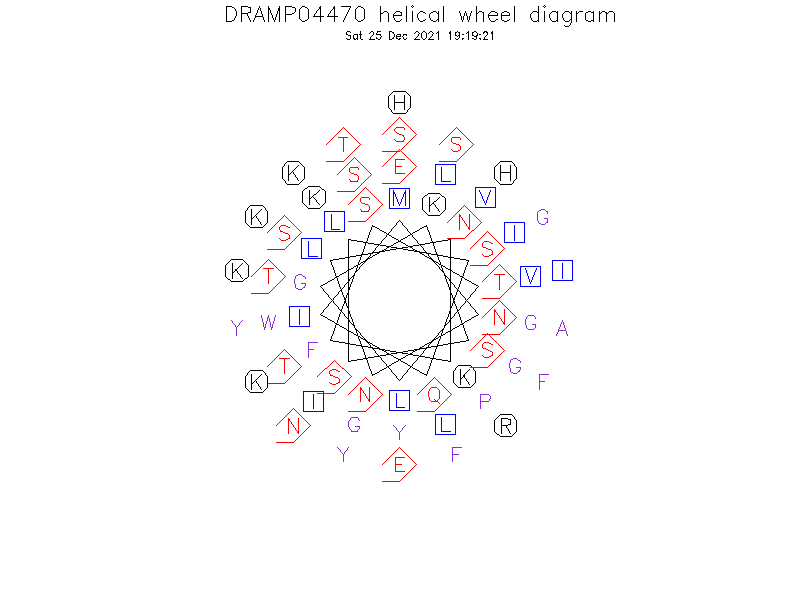 DRAMP04470 helical wheel diagram
Sat 25 Dec 2021 19:19:21
H
T S S
K S E L H
K S M K V
K S L N I G
L S
K T G T V I
Y W I N G A
F S G
K T S K F
I N L Q P
N G Y L R
Y E F